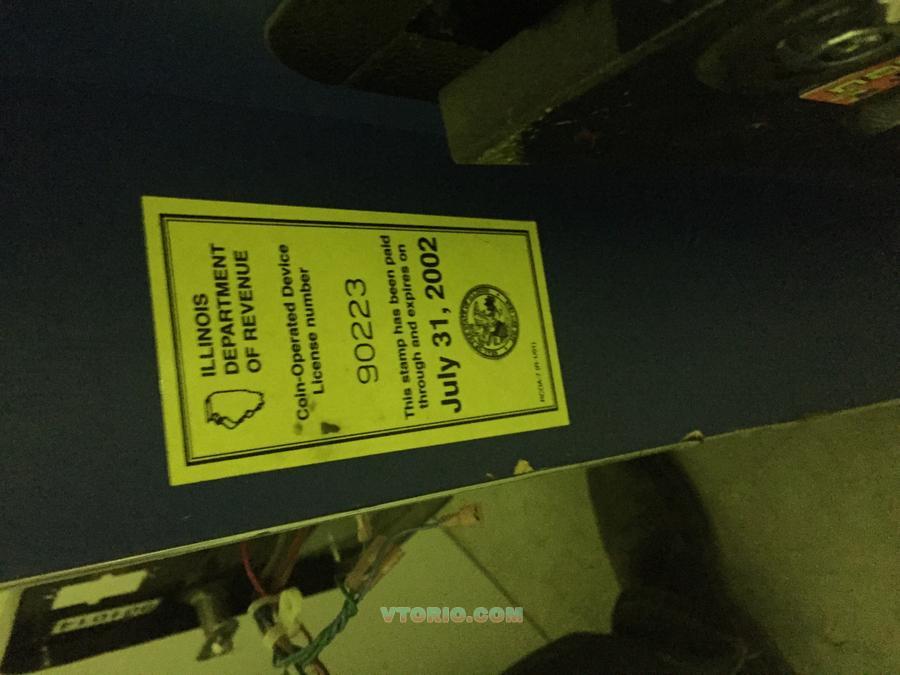 ILLINOIS
DEPARTMENT
OF REVENUE
Coin-Operated Device
License number
90223
This stamp has been paid
through and expires on
July 31, 2002
VTORIO.COM